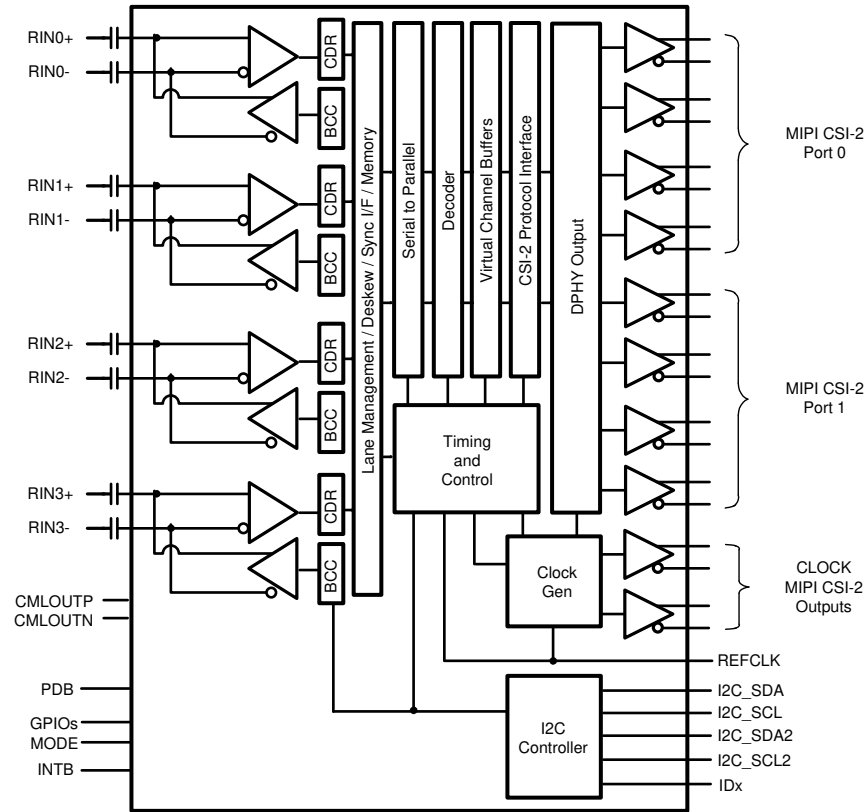 RIN0+
RIN0-
CDR
BCC
RIN1+
RIN1-
CDR
BCC
RIN2+
RIN2-
CDR
BCC
RIN3+
RIN3-
CDR
BCC
Lane Management / Deskew / Sync I/F / Memory
Serial to Parallel
Decoder
Virtual Channel Buffers
CSI-2 Protocol Interface
DPHY Output
Timing
and
Control
Clock
Gen
I2C
Controller
MIPI CSI-2
Port 0
MIPI CSI-2
Port 1
CLOCK
MIPI CSI-2
Outputs
CMLOUTP
CMLOUTN
PDB
GPIOs
MODE
INTB
REFCLK
I2C_SDA
I2C_SCL
I2C_SDA2
I2C_SCL2
IDx